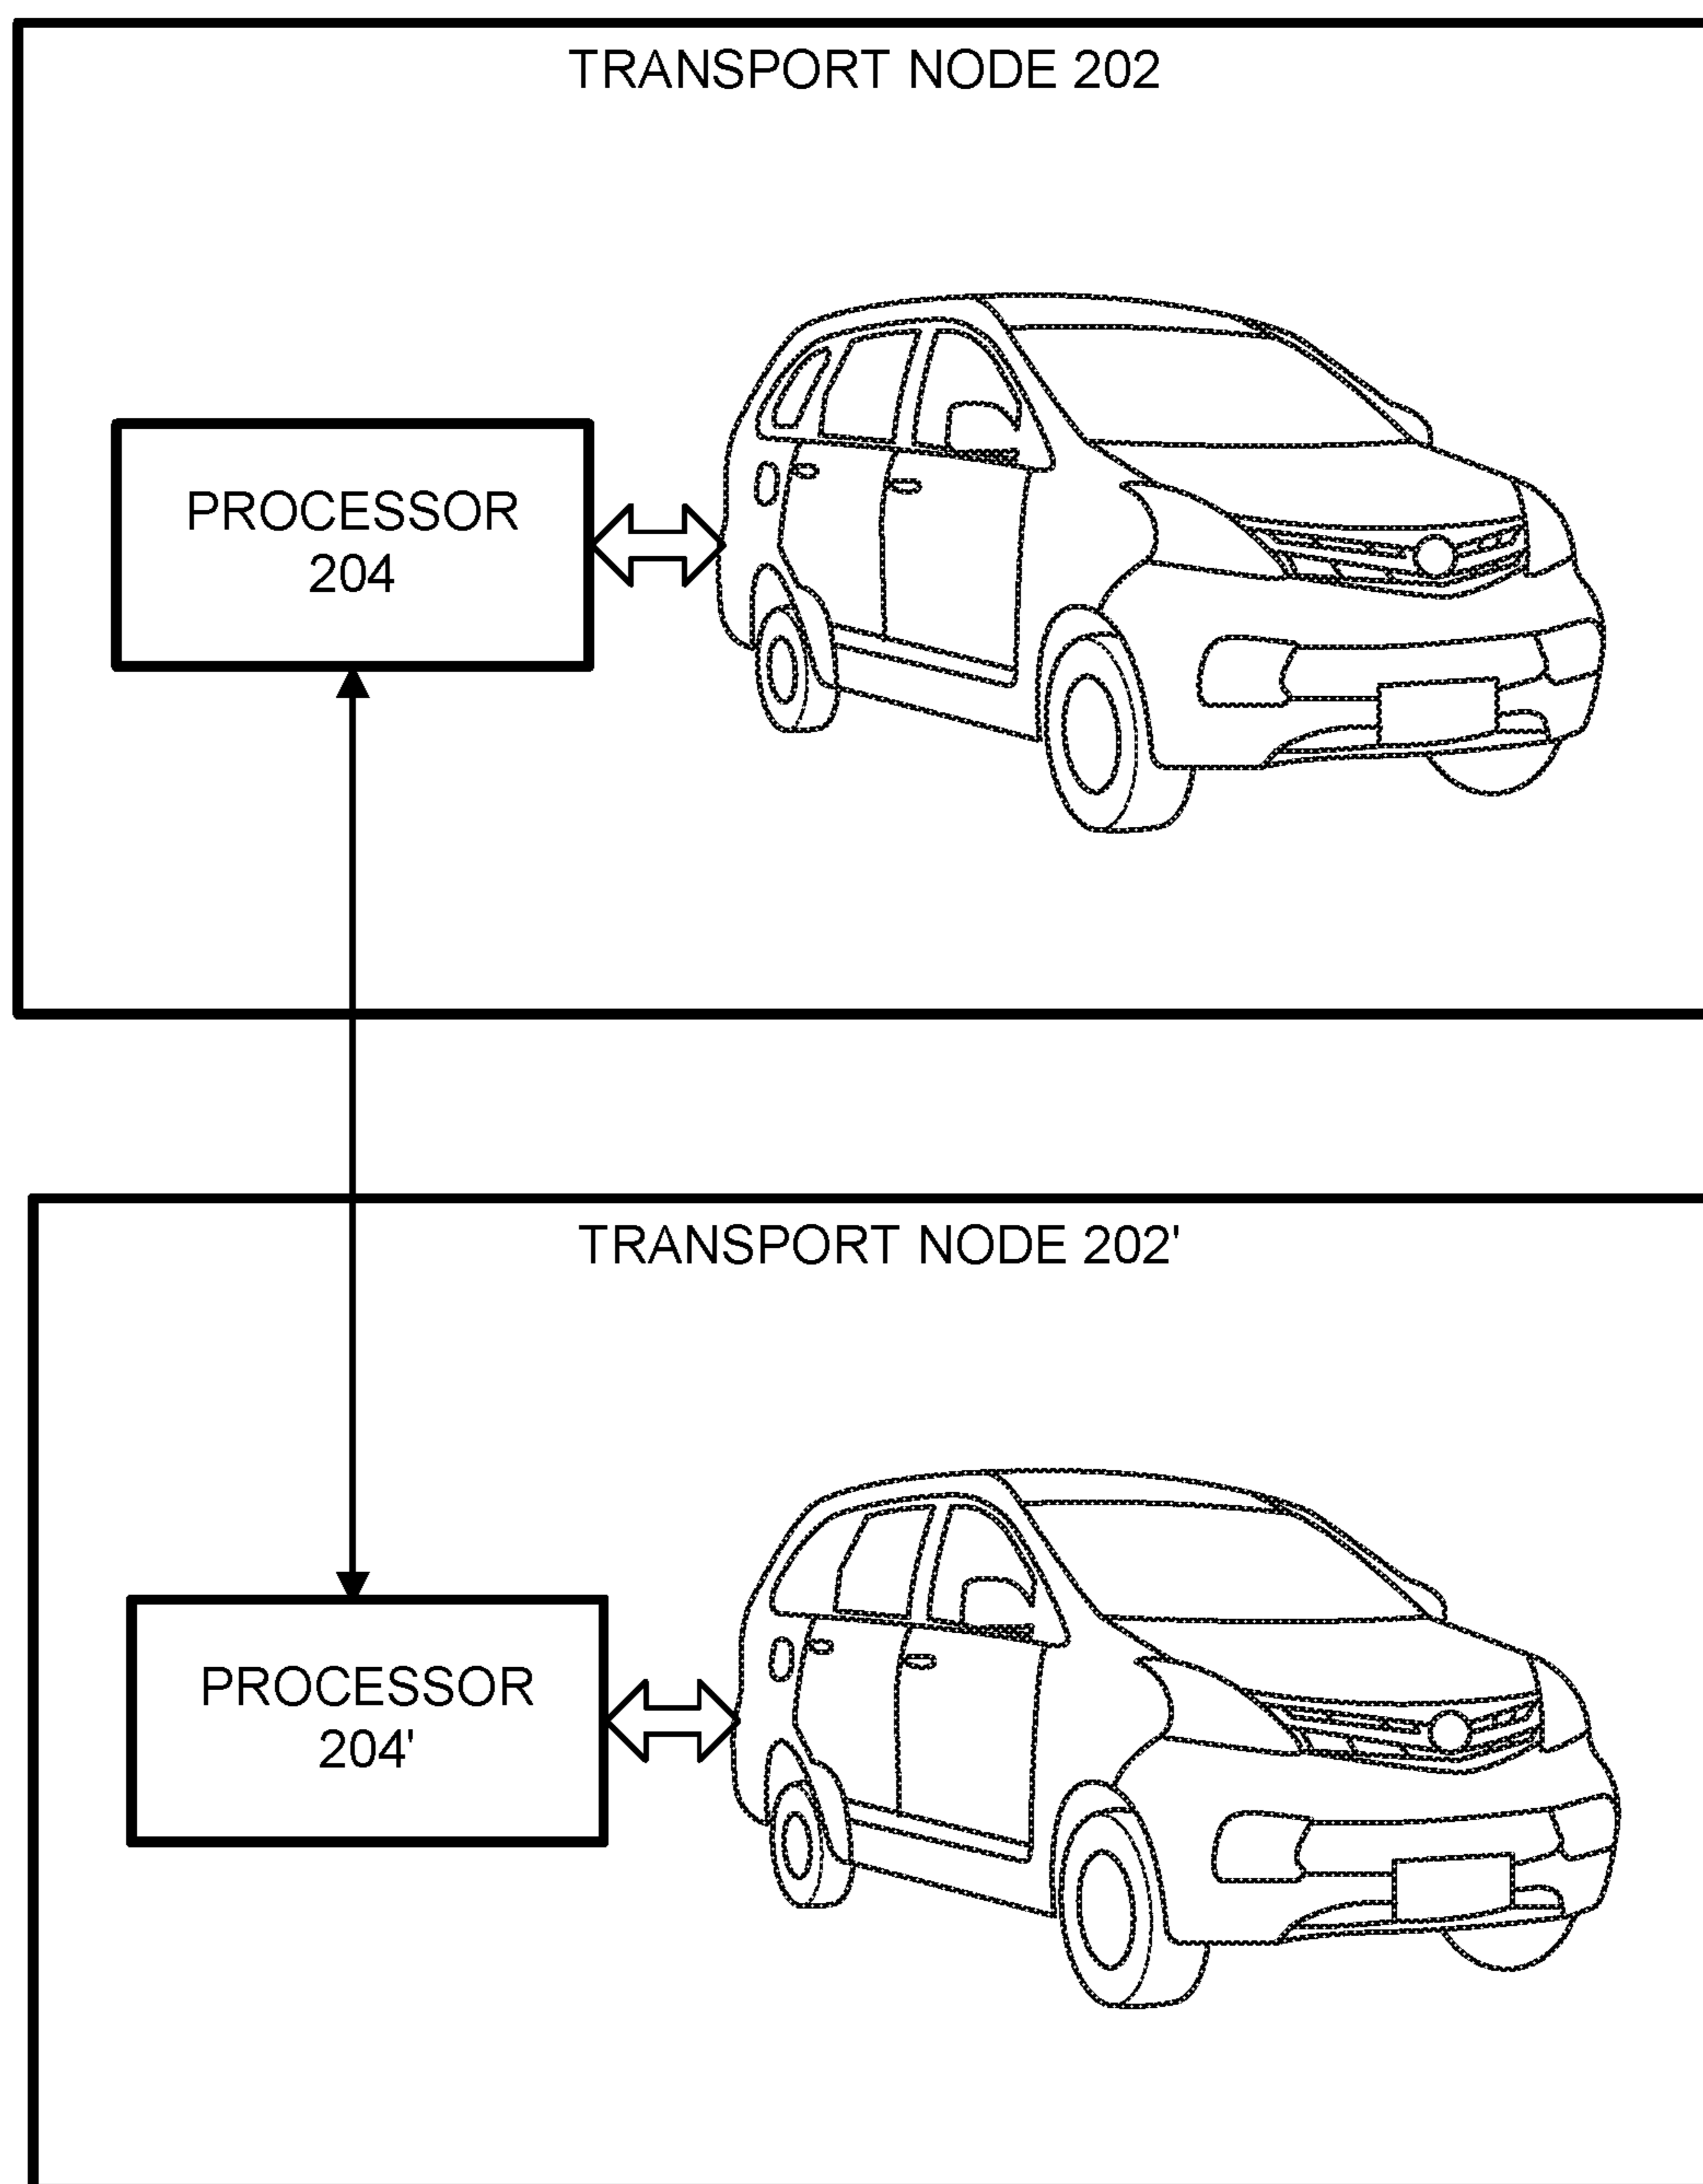 TRANSPORT NODE 202
PROCESSOR
204
TRANSPORT NODE 202'
PROCESSOR
204'